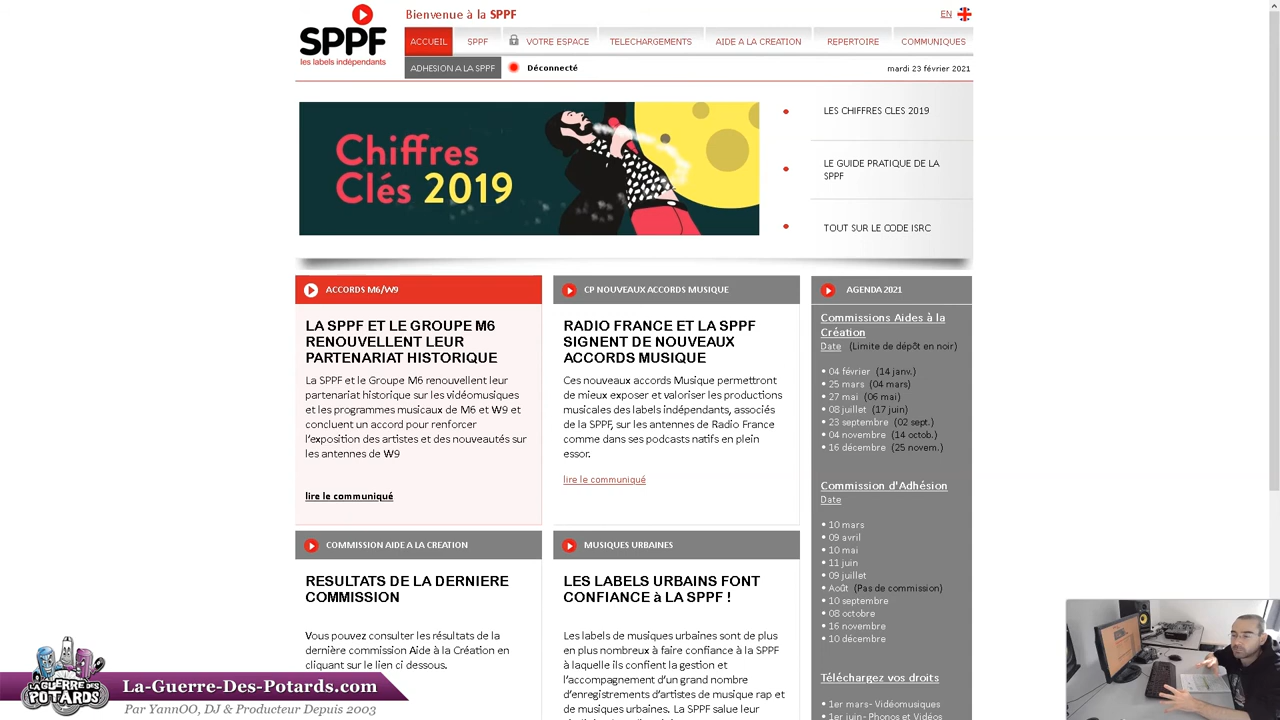 SPPF
les labels indépendants
Bienvenue à la SPPF
EN
ACCUEIL
SPPF
VOTRE ESPACE
TELECHARGEMENTS
AIDE A LA CREATION
REPERTOIRE
COMMUNIQUES
ADHESION A LA SPPF
Déconnecté
mardi 23 février 2021
Chiffres
Clés 2019
LES CHIFFRES CLES 2019
LE GUIDE PRATIQUE DE LA
SPPF
TOUT SUR LE CODE ISRC
ACCORDS M6/W9
LA SPPF ET LE GROUPE M6
RENOUVELLENT LEUR
PARTENARIAT HISTORIQUE
La SPPF et le Groupe M6 renouvellent leur
partenariat historique sur les vidéomusiques
et les programmes musicaux de M6 et W9 et
concluent un accord pour renforcer
l'exposition des artistes et des nouveautés sur
les antennes de W9
lire le communiqué
CP NOUVEAUX ACCORDS MUSIQUE
RADIO FRANCE ET LA SPPF
SIGNENT DE NOUVEAUX
ACCORDS MUSIQUE
Ces nouveaux accords Musique permettront
de mieux exposer et valoriser les productions
musicales des labels indépendants, associés
de la SPPF, sur les antennes de Radio France
comme dans ses podcasts natifs en plein
essor.
lire le communiqué
AGENDA 2021
Commissions Aides à la
Création
Date (Limite de dépôt en noir)
• 04 février (14 janv.)
• 25 mars (04 mars)
• 27 mai (06 mai)
• 08 juillet (17 juin)
• 23 septembre (02 sept.)
• 04 novembre (14 octob.)
• 16 décembre (25 novem.)
Commission d'Adhésion
Date
• 10 mars
• 09 avril
• 10 mai
• 11 juin
• 09 juillet
• Août (Pas de commission)
• 10 septembre
• 08 octobre
• 16 novembre
• 10 décembre
Téléchargez vos droits
• 1er mars- Vidéomusiques
• 1er juin- Phonos et Vidéos
COMMISSION AIDE A LA CREATION
RESULTATS DE LA DERNIERE
COMMISSION
Vous pouvez consulter les résultats de la
dernière commission Aide à la Création en
cliquant sur le lien ci dessous.
MUSIQUES URBAINES
LES LABELS URBAINS FONT
CONFIANCE à LA SPPF !
Les labels de musiques urbaines sont de plus
en plus nombreux à faire confiance à la SPPF
à laquelle ils confient la gestion et
l'accompagnement d'un grand nombre
d'enregistrements d'artistes de musique rap et
de musiques urbaines. La SPPF salue leur
LA GUERRE DES
POTARDS
La-Guerre-Des-Potards.com
Par YannOO, DJ & Producteur Depuis 2003